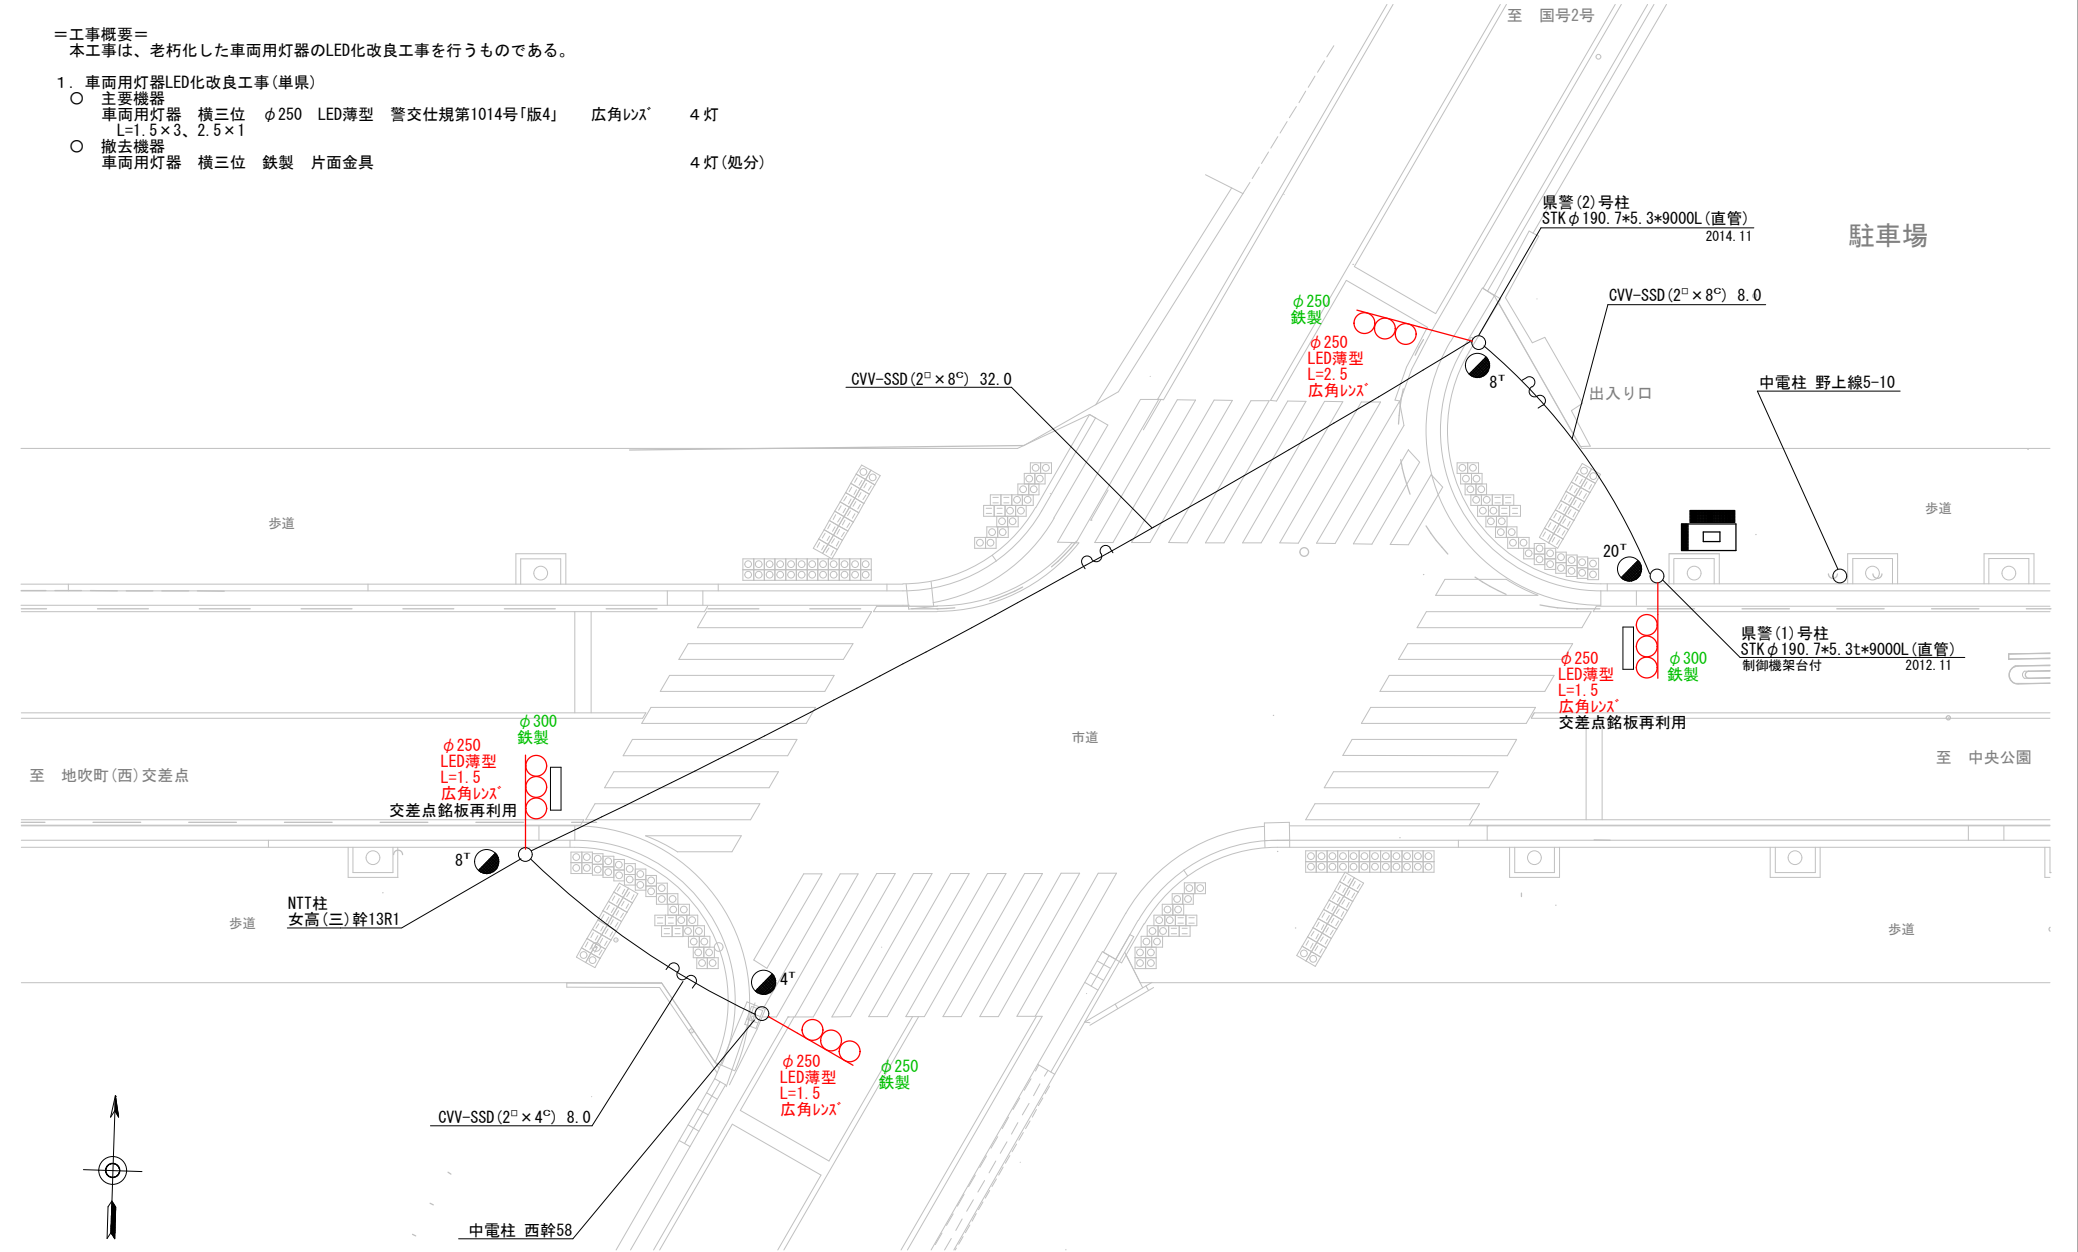 ＝工事概要＝
本工事は、老朽化した車両用灯器のLED化改良工事を行うものである。
１．車両用灯器LED化改良工事(単県)
○　主要機器
車両用灯器　横三位　φ250　LED薄型　警交仕規第1014号｢版4｣　　広角ﾚﾝｽﾞ　　４灯
L=1.5×3、2.5×1
○　撤去機器
車両用灯器　横三位　鉄製　片面金具　　４灯(処分)
至　国号2号
県警(2)号柱
STKφ190.7*5.3*9000L(直管)
2014.11
駐車場
CVV-SSD(2□×8C) 8.0
φ250
鉄製
φ250
LED薄型
L=2.5
広角ﾚﾝｽﾞ
8T
CVV-SSD(2□×8C) 32.0
出入り口
中電柱 野上線5-10
歩道
歩道
20T
県警(1)号柱
STKφ190.7*5.3t*9000L(直管)
制御機架台付　2012.11
φ250
LED薄型
L=1.5
広角ﾚﾝｽﾞ
交差点銘板再利用
φ300
鉄製
φ300
鉄製
φ250
LED薄型
L=1.5
広角ﾚﾝｽﾞ
交差点銘板再利用
市道
至　地吹町(西)交差点
至　中央公園
8T
NTT柱
女高(三)幹13R1
歩道
歩道
4T
φ250
LED薄型
L=1.5
広角ﾚﾝｽﾞ
φ250
鉄製
CVV-SSD(2□×4C) 8.0
中電柱 西幹58